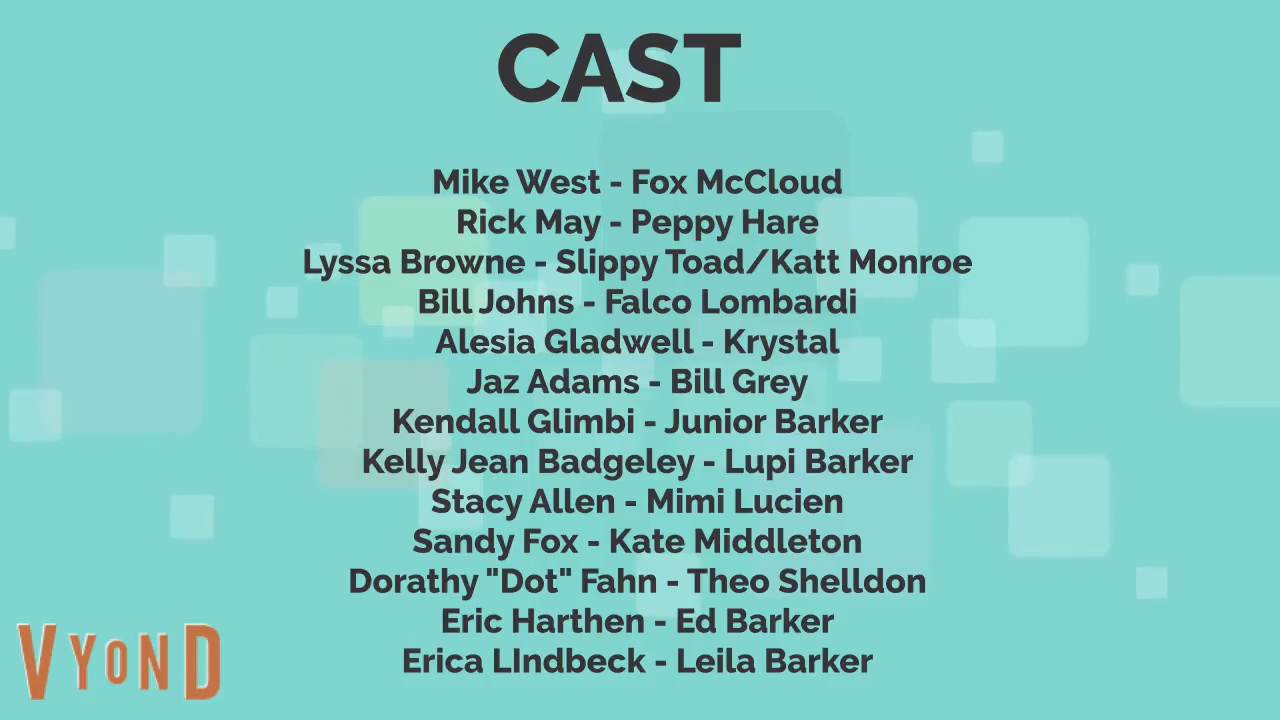 CAST
Mike West - Fox McCloud
Rick May - Peppy Hare
Lyssa Browne - Slippy Toad/Katt Monroe
Bill Johns - Falco Lombardi
Alesia Gladwell - Krystal
Jaz Adams - Bill Grey
Kendall Glimbi - Junior Barker
Kelly Jean Badgeley - Lupi Barker
Stacy Allen - Mimi Lucien
Sandy Fox - Kate Middleton
Dorathy "Dot" Fahn - Theo Shelldon
Eric Harthen - Ed Barker
Erica LIndbeck - Leila Barker
VYOND